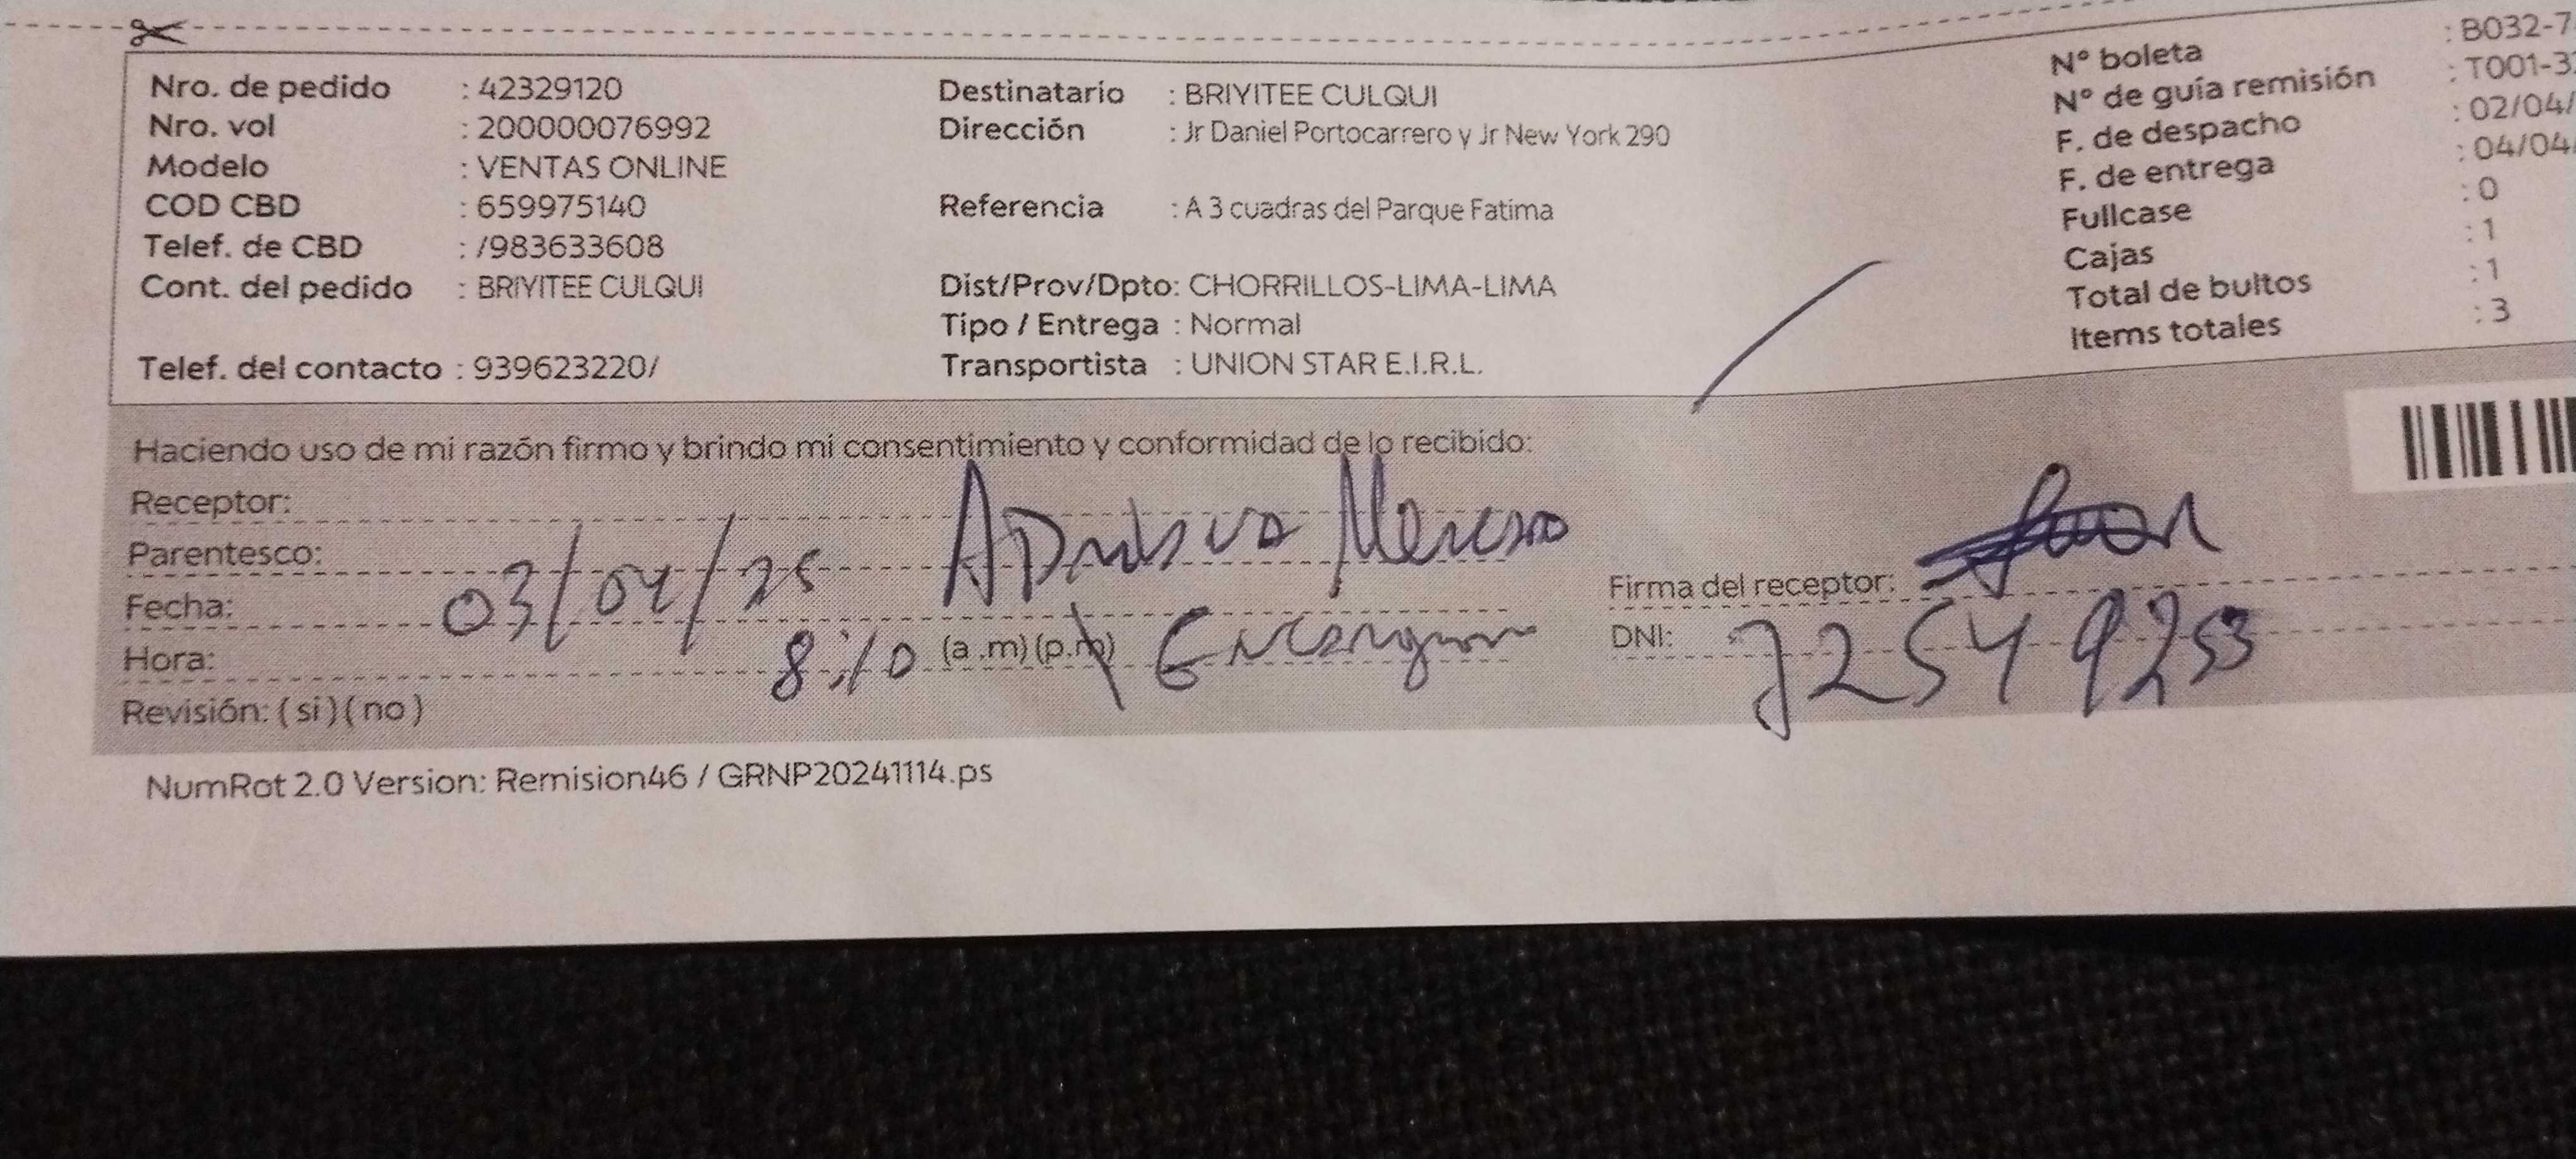 Nro. de pedido : 42329120
Nro. vol : 200000076992
Modelo : VENTAS ONLINE
COD CBD : 659975140
Telef. de CBD : /983633608
Cont. del pedido : BRIYITEE CULQUI
Telef. del contacto : 939623220/
Destinatario : BRIYITEE CULQUI
Dirección : Jr Daniel Portocarrero y Jr New York 290
Referencia : A 3 cuadras del Parque Fatima
Dist/Prov/Dpto: CHORRILLOS-LIMA-LIMA
Tipo / Entrega : Normal
Transportista : UNION STAR E.I.R.L.
N° boleta : B032-7
N° de guía remisión : T001-3
F. de despacho : 02/04/
F. de entrega : 04/04/
Fullcase : 0
Cajas : 1
Total de bultos : 1
Items totales : 3
Haciendo uso de mi razón firmo y brindo mi consentimiento y conformidad de lo recibido:
Receptor:
Parentesco:
Fecha: 03/04/25
Hora: 8:10 (a .m) (p.m)
Revisión: ( si ) ( no )
Firma del receptor:
DNI: 72549253
NumRot 2.0 Version: Remision46 / GRNP20241114.ps